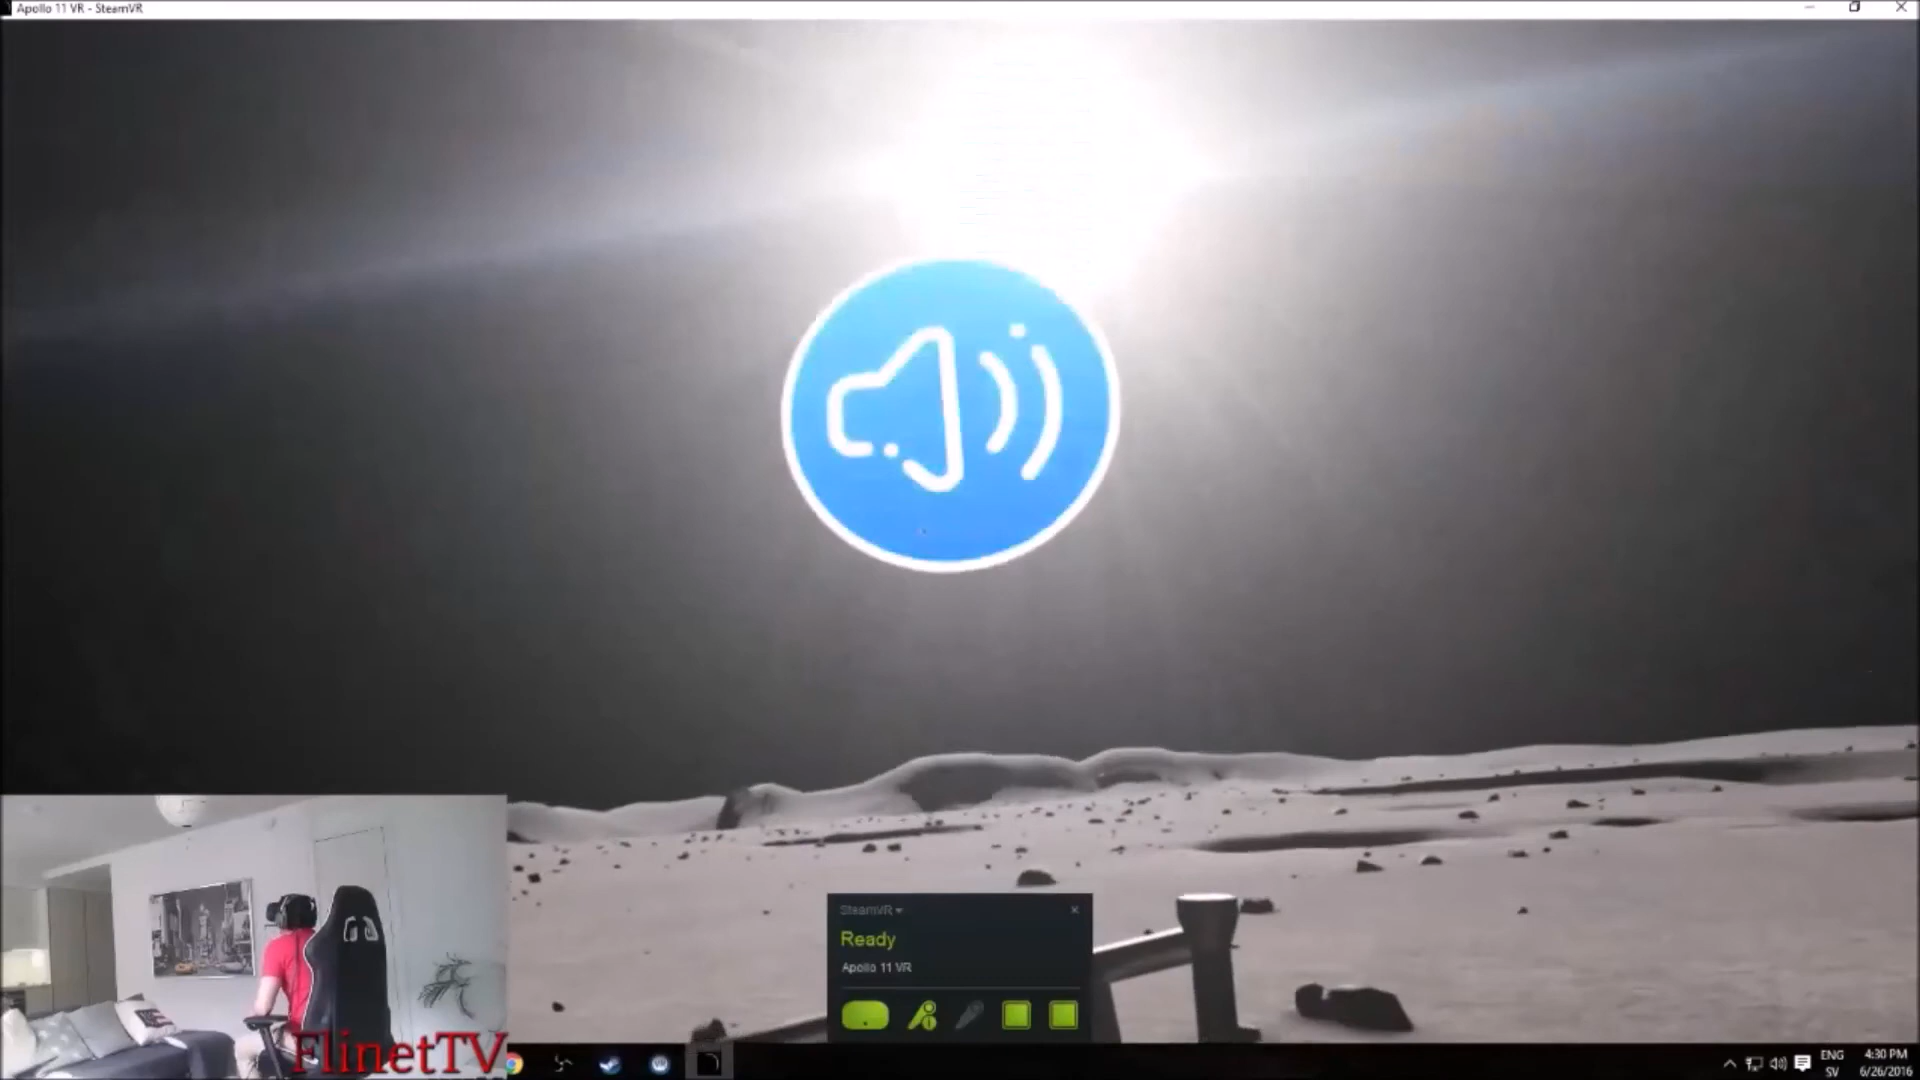 Apollo 11 VR - SteamVR
SteamVR
Ready
Apollo 11 VR
FlinetTV
ENG
SV
4:30 PM
6/26/2016